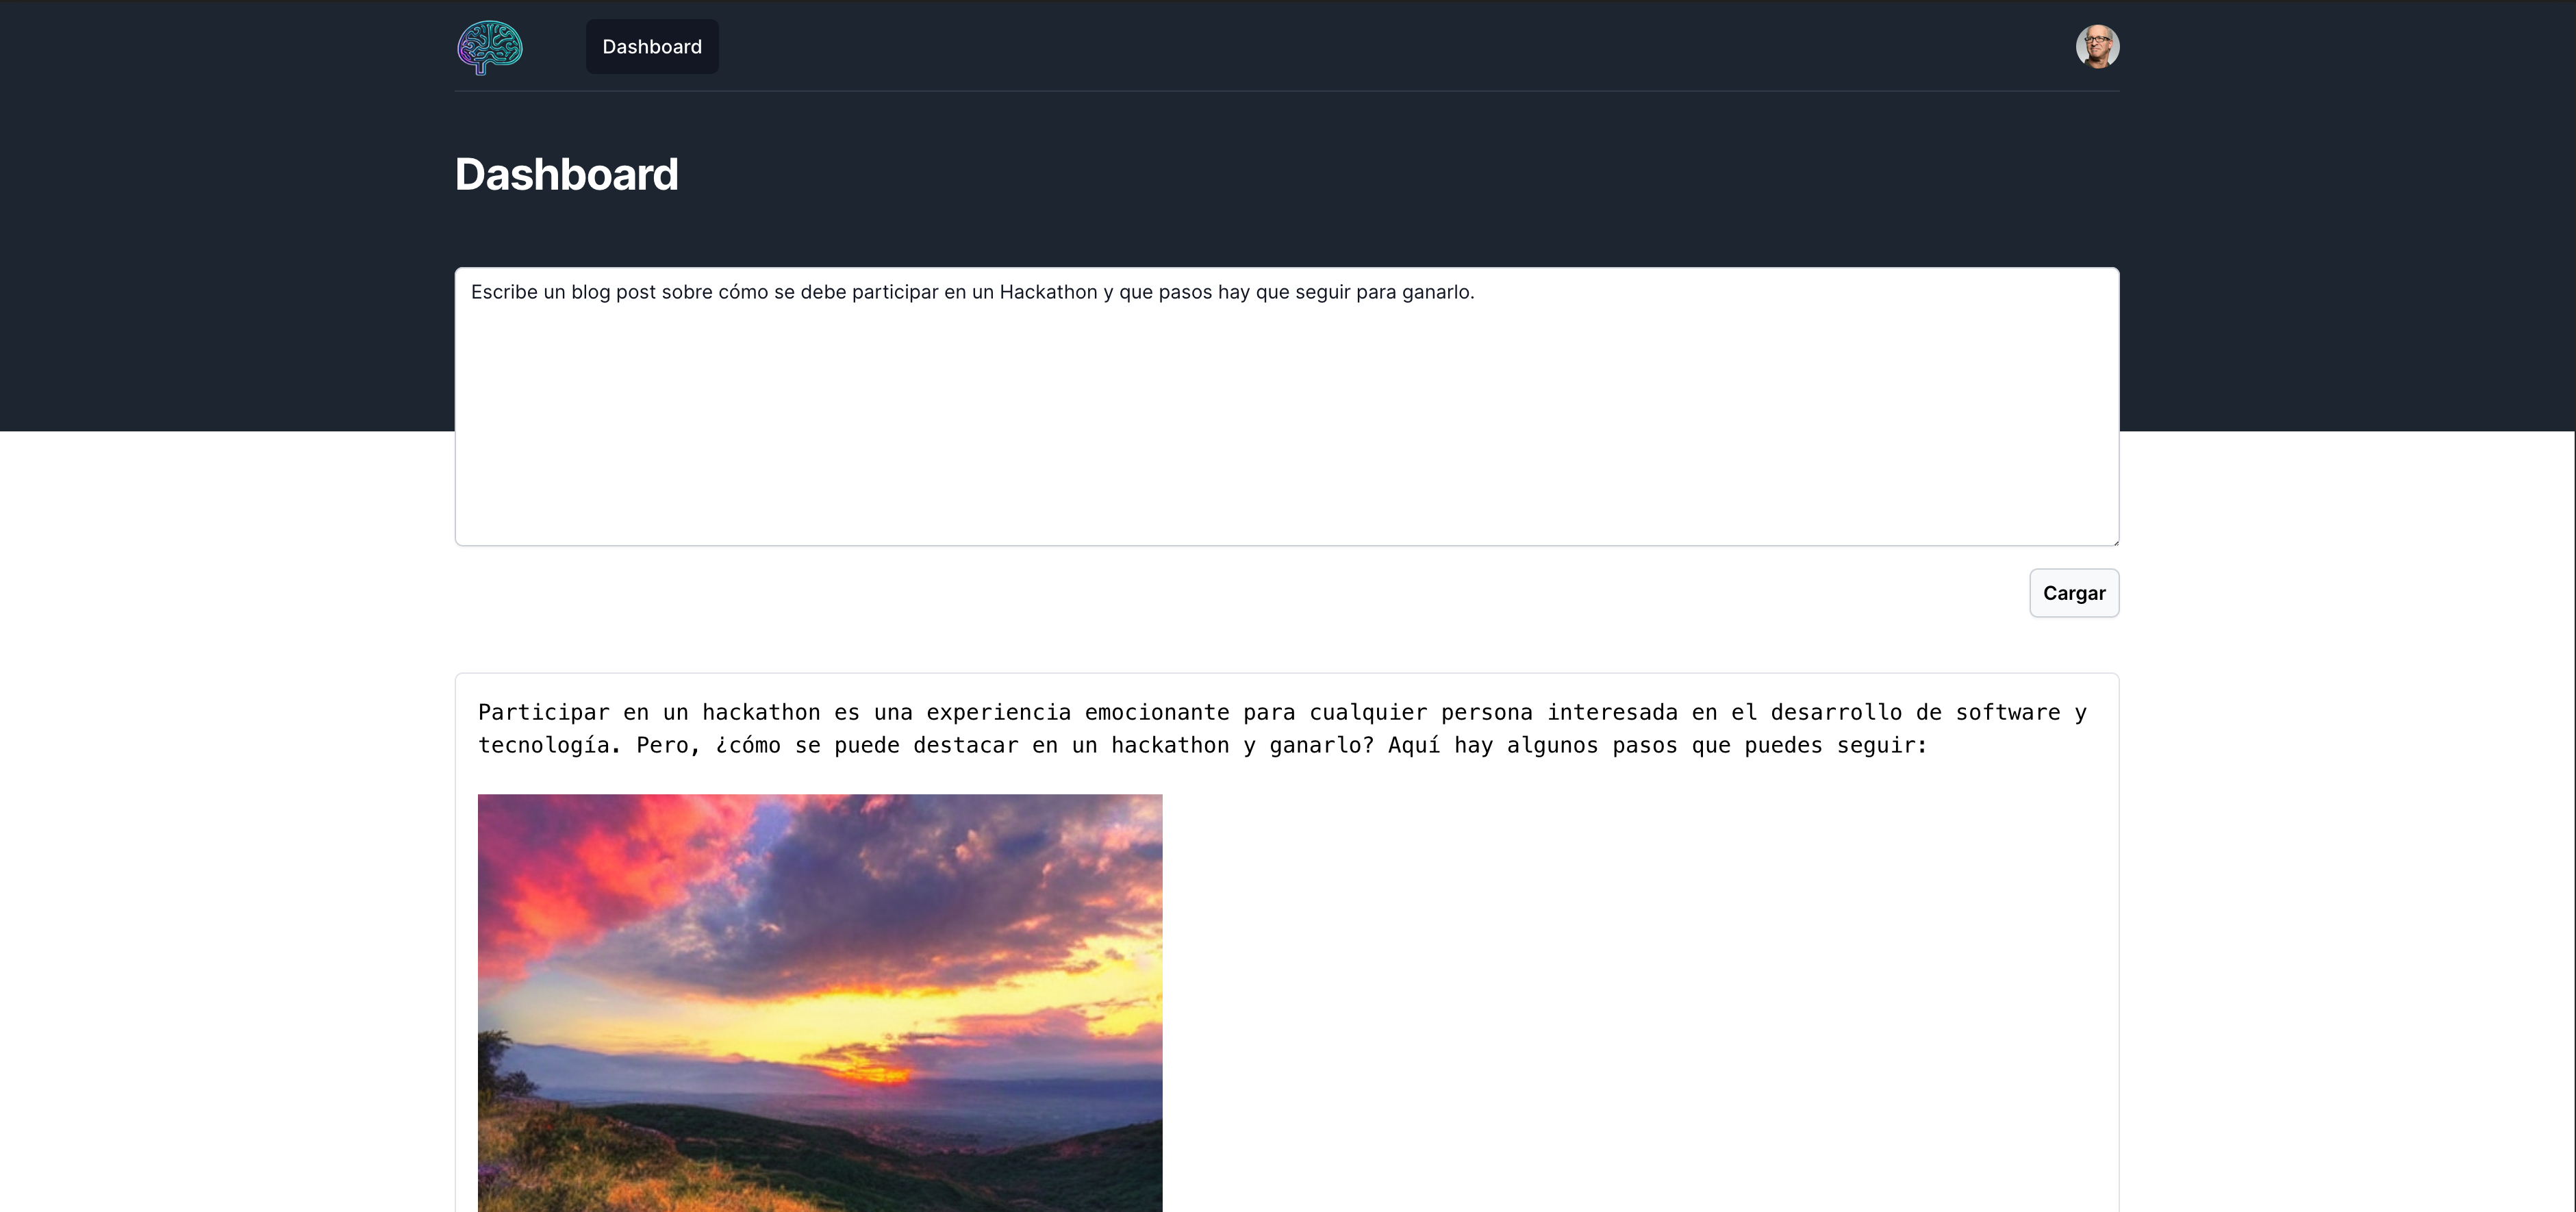 Dashboard
Dashboard
Escribe un blog post sobre cómo se debe participar en un Hackathon y que pasos hay que seguir para ganarlo.
Cargar
Participar en un hackathon es una experiencia emocionante para cualquier persona interesada en el desarrollo de software y
tecnología. Pero, ¿cómo se puede destacar en un hackathon y ganarlo? Aquí hay algunos pasos que puedes seguir: